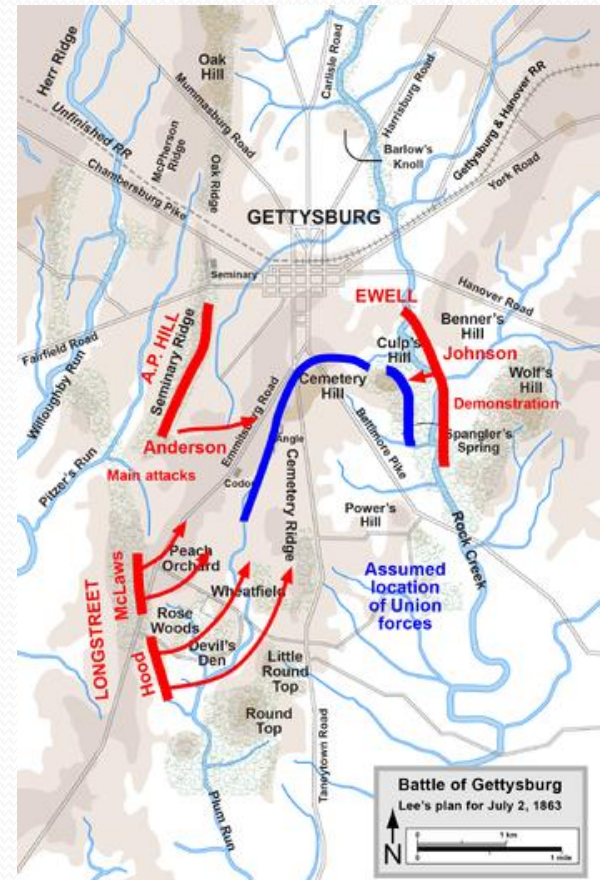 Herr Ridge
Oak
Hill
Carlisle Road
Harrisburg Road
Mummasburg Road
Unfinished RR
McPherson
Ridge
Barlow's
Knoll
Gettysburg & Hanover RR
Chambersburg Pike
Oak Ridge
York Road
GETTYSBURG
Seminary
Hanover Road
EWELL
Benner's
Hill
A.P. HILL
Seminary Ridge
Fairfield Road
Culp's
Hill
Johnson
Willoughby Run
Cemetery
Hill
Wolf's
Hill
Demonstration
Emmitsburg Road
Baltimore Pike
Anderson
Angle
Spangler's
Spring
Pitzer's Run
Main attacks
Codori
Cemetery Ridge
Power's
Hill
Rock Creek
LONGSTREET
McLaws
Peach
Orchard
Wheatfield
Assumed
location
of Union
forces
Rose
Woods
Devil's
Den
Hood
Little
Round
Top
Round
Top
Taneytown Road
Plum Run
Battle of Gettysburg
Lee's plan for July 2, 1863
N
0 1 km
0 1 mile